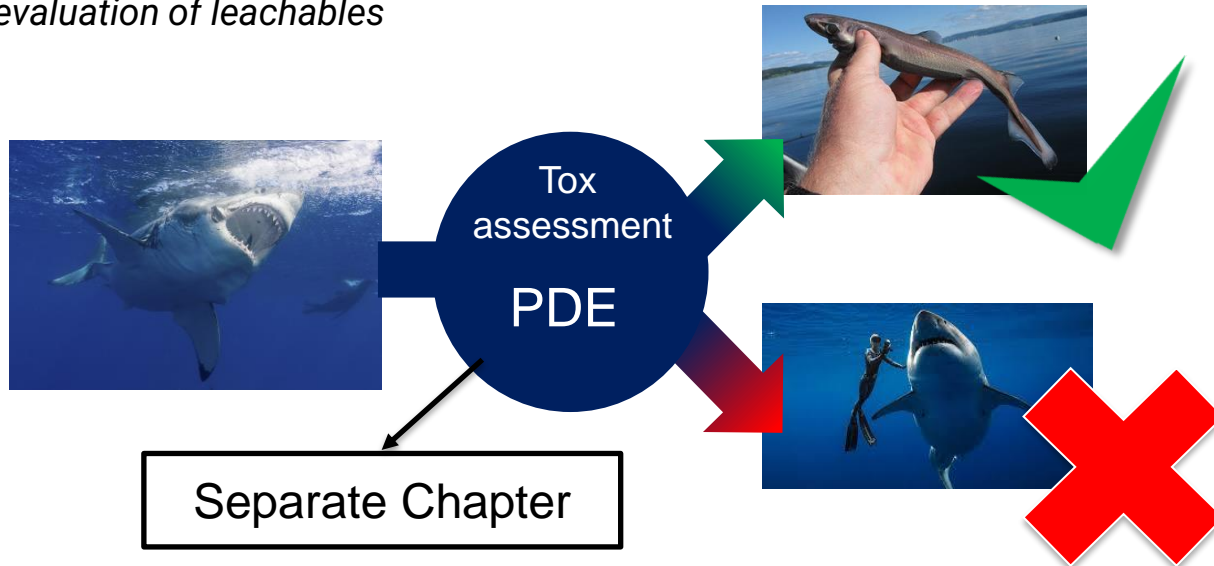 evaluation of leachables
Tox
assessment
PDE
Separate Chapter